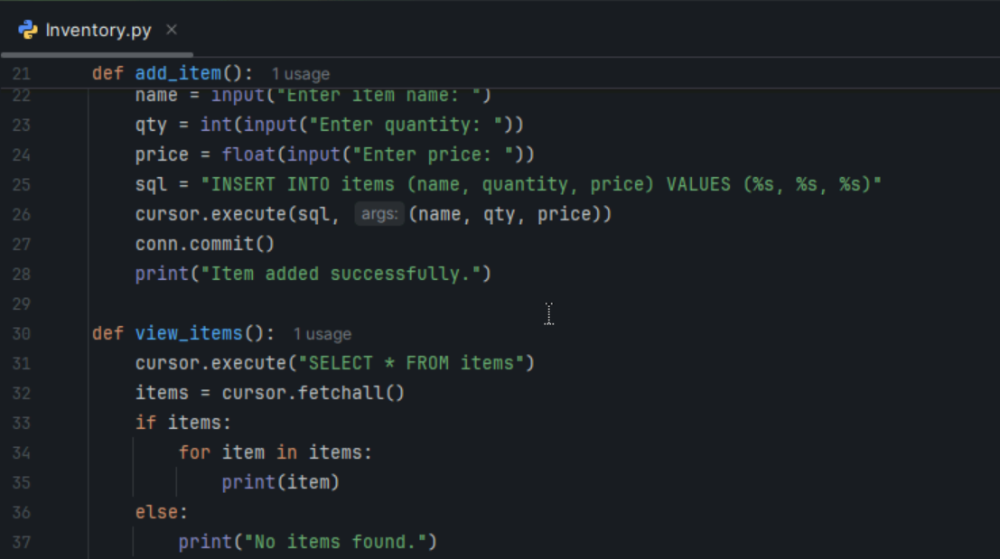 Inventory.py ×
21 def add_item(): 1 usage
22 name = input("Enter item name: ")
23 qty = int(input("Enter quantity: "))
24 price = float(input("Enter price: "))
25 sql = "INSERT INTO items (name, quantity, price) VALUES (%s, %s, %s)"
26 cursor.execute(sql, args: (name, qty, price))
27 conn.commit()
28 print("Item added successfully.")
29
30 def view_items(): 1 usage
31 cursor.execute("SELECT * FROM items")
32 items = cursor.fetchall()
33 if items:
34 for item in items:
35 print(item)
36 else:
37 print("No items found.")